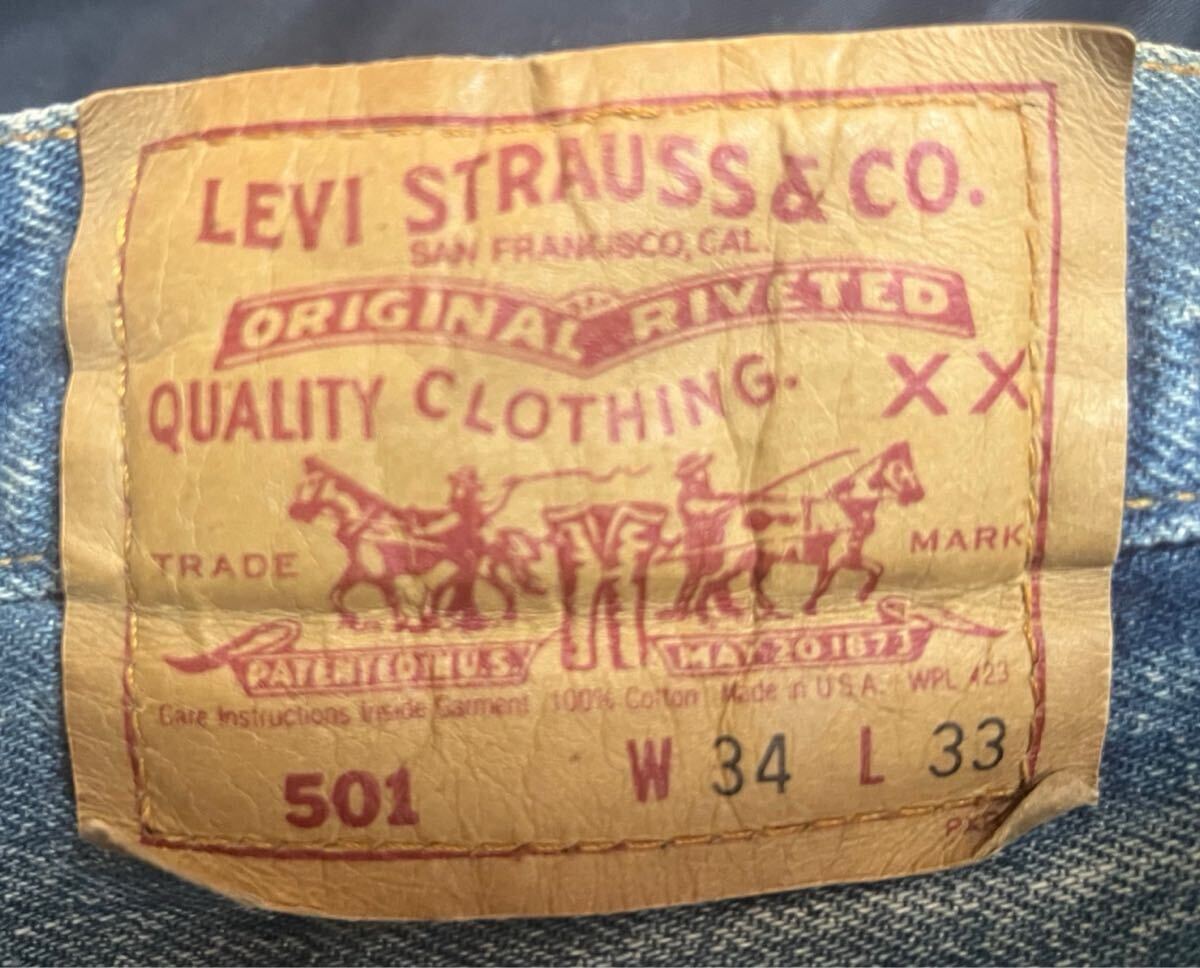 LEVI STRAUSS & CO.
SAN FRANCISCO, CAL.
ORIGINAL RIVETED
QUALITY CLOTHING. XX
TRADE MARK
PATENTED IN U.S. MAY 20 1873
Care Instructions Inside Garment 100% Cotton Made in U.S.A. WPL 423
501 W 34 L 33